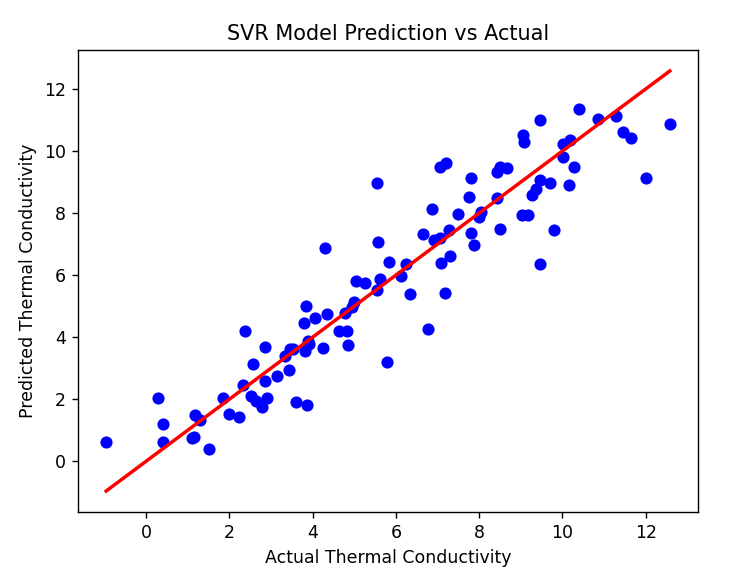 SVR Model Prediction vs Actual
12
10
8
6
4
2
0
Predicted Thermal Conductivity
0 2 4 6 8 10 12
Actual Thermal Conductivity